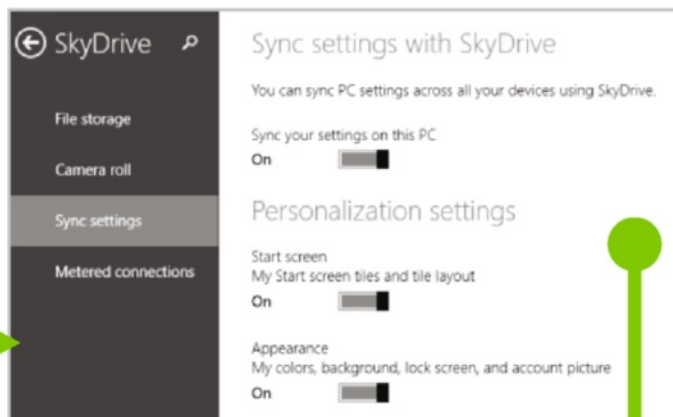 SkyDrive
File storage
Camera roll
Sync settings
Metered connections
Sync settings with SkyDrive
You can sync PC settings across all your devices using SkyDrive.
Sync your settings on this PC
On
Personalization settings
Start screen
My Start screen tiles and tile layout
On
Appearance
My colors, background, lock screen, and account picture
On